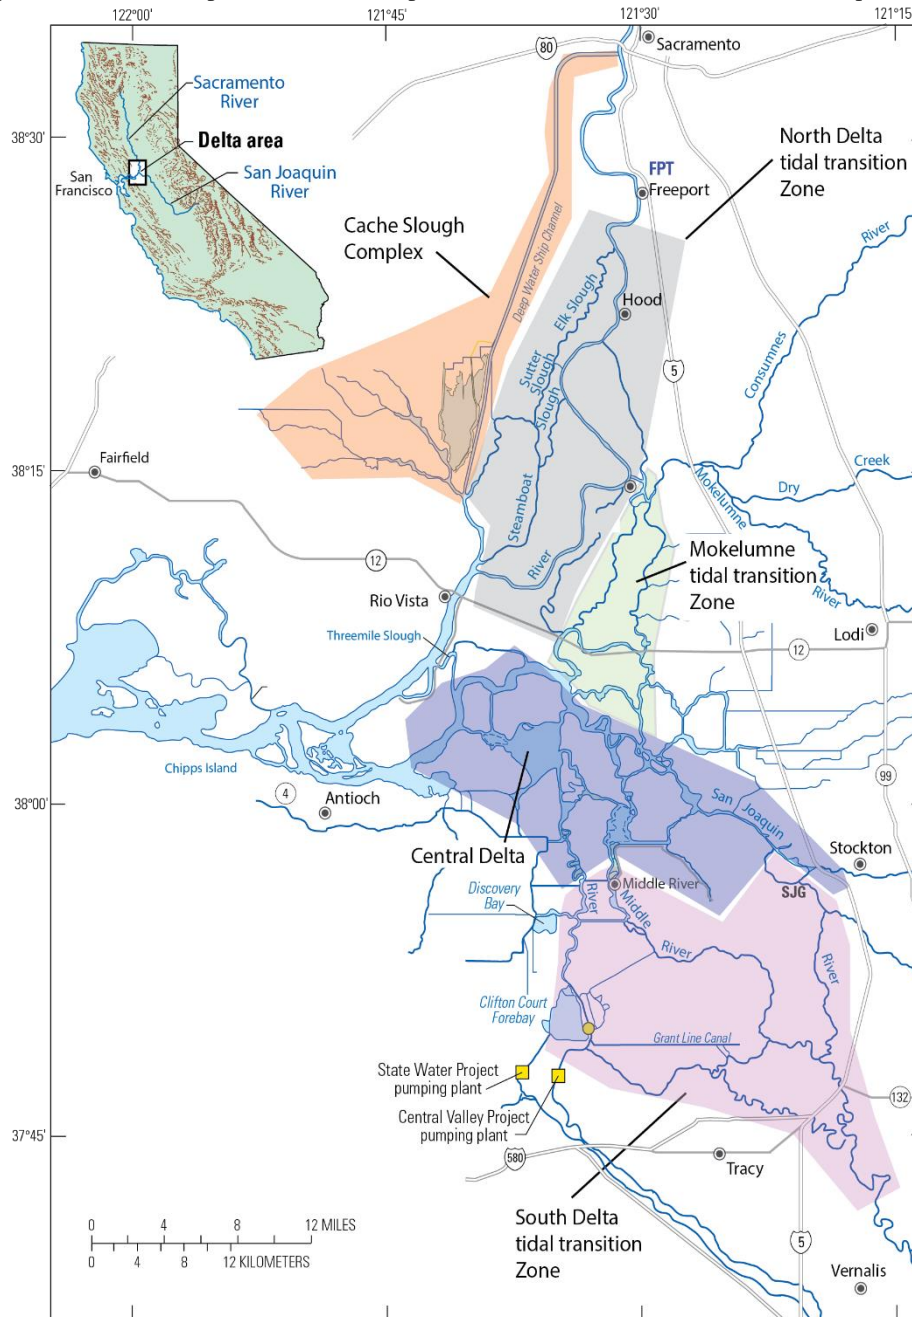 122°00'
121°45'
121°30'
121°15'
80
Sacramento
Sacramento
River
Delta area
San
Francisco
San Joaquin
River
38°30'
FPT
Freeport
North Delta
tidal transition
Zone
Cache Slough
Complex
Deep Water Ship Channel
River
Elk Slough
Hood
Sutter
Slough
Slough
Steamboat
5
Consumnes
38°15'
Fairfield
Creek
Dry
Mokelumne
River
Mokelumne
tidal transition
Zone
River
12
Rio Vista
Lodi
Threemile Slough
12
Chipps Island
99
38°00'
4
Antioch
San Joaquin
Stockton
Central Delta
Middle River
SJG
Discovery
Bay
River
Middle
River
River
Clifton Court
Forebay
Grant Line Canal
State Water Project
pumping plant
Central Valley Project
pumping plant
132
37°45'
580
Tracy
South Delta
tidal transition
Zone
5
Vernalis
0 4 8 12 MILES
0 4 8 12 KILOMETERS